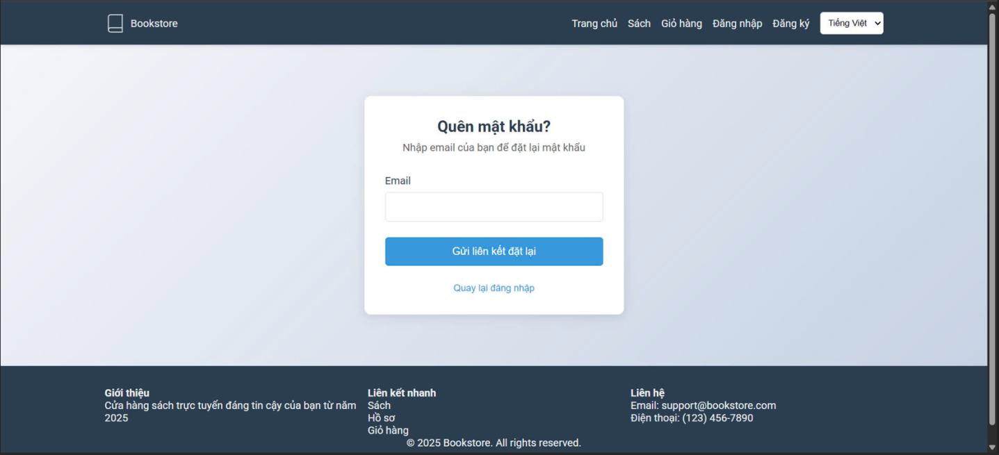 Bookstore
Trang chủ Sách Giỏ hàng Đăng nhập Đăng ký Tiếng Việt
Quên mật khẩu?
Nhập email của bạn để đặt lại mật khẩu
Email
Gửi liên kết đặt lại
Quay lại đăng nhập
Giới thiệu
Cửa hàng sách trực tuyến đáng tin cậy của bạn từ năm
2025
Liên kết nhanh
Sách
Hồ sơ
Giỏ hàng
Liên hệ
Email: support@bookstore.com
Điện thoại: (123) 456-7890
© 2025 Bookstore. All rights reserved.